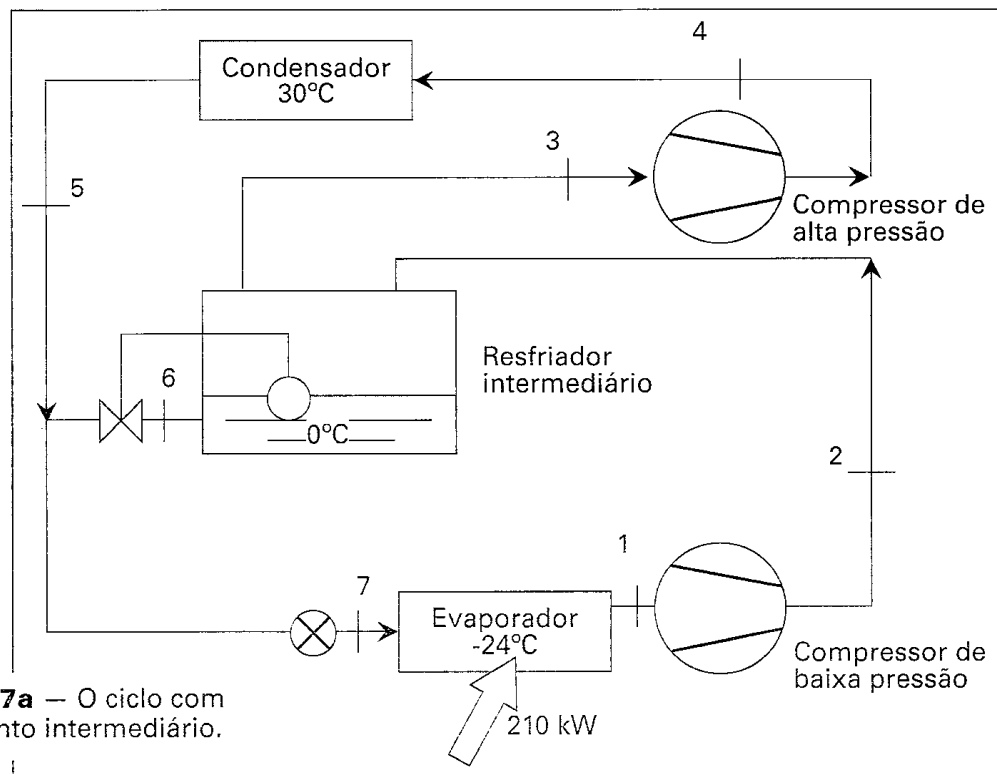 4
Condensador
30°C
3
5
Compressor de
alta pressão
Resfriador
intermediário
6
0°C
2
1
7
Evaporador
-24°C
Compressor de
baixa pressão
7a — O ciclo com
nto intermediário.
210 kW